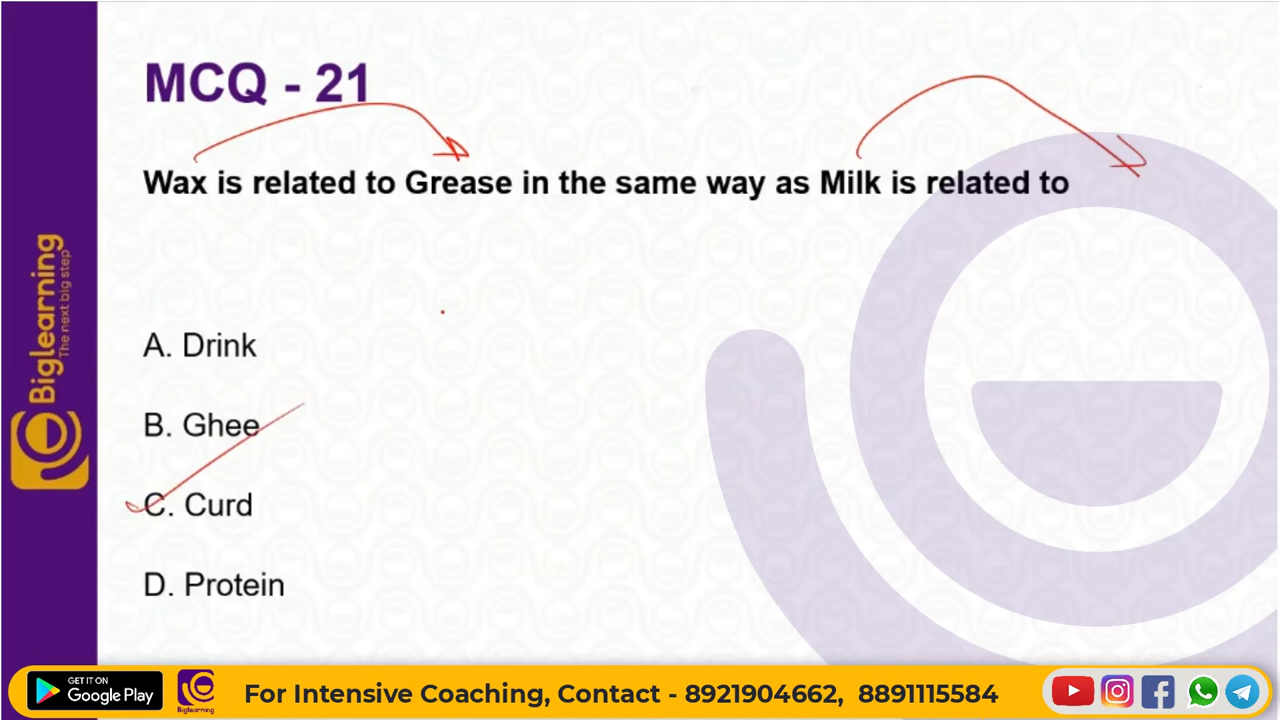 MCQ - 21
Wax is related to Grease in the same way as Milk is related to
A. Drink
B. Ghee
C. Curd
D. Protein
Biglearning
The next big step
GET IT ON
Google Play
Biglearning
For Intensive Coaching, Contact - 8921904662, 8891115584